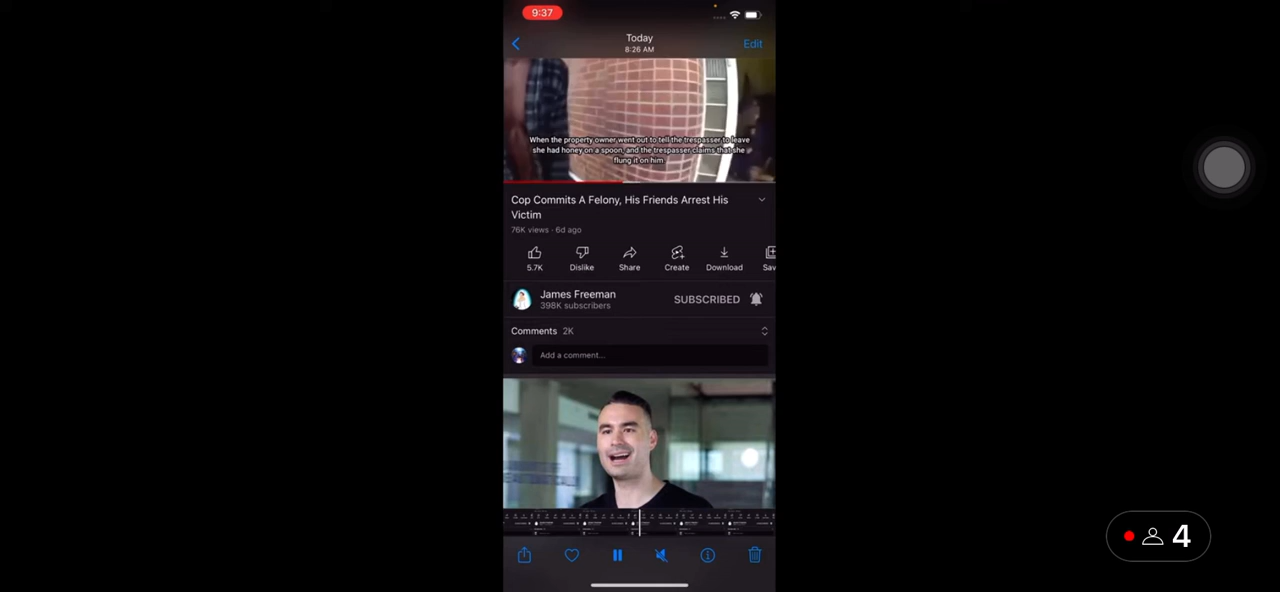 9:37
Today
8:26 AM
Edit
When the property owner went out to tell the trespasser to leave
she had honey on a spoon, and the trespasser claims that she
flung it on him
Cop Commits A Felony, His Friends Arrest His
Victim
76K views · 6d ago
5.7K
Dislike
Share
Create
Download
Sav
James Freeman
398K subscribers
SUBSCRIBED
Comments 2K
Add a comment...
4